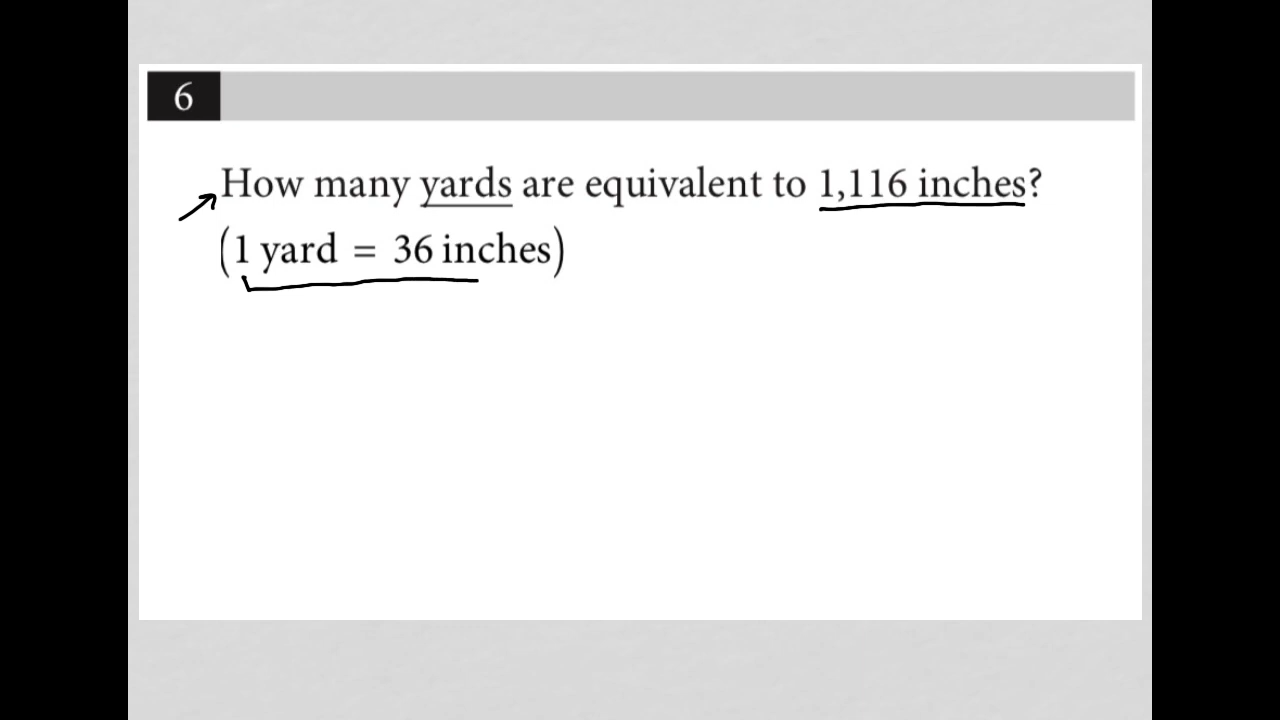 6
How many yards are equivalent to 1,116 inches?
(1 yard = 36 inches)